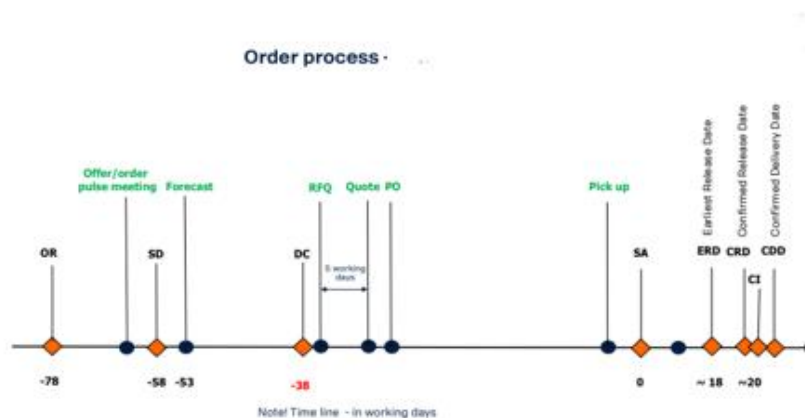 Order process -
Offer/order
pulse meeting
Forecast
RFQ
Quote
PO
Pick up
Earliest Release Date
Confirmed Release Date
Confirmed Delivery Date
OR
SD
DC
5 working
days
SA
ERD
CRD
CDD
CI
-78
-58
-53
-38
0
~ 18
~20
Note! Time line - in working days